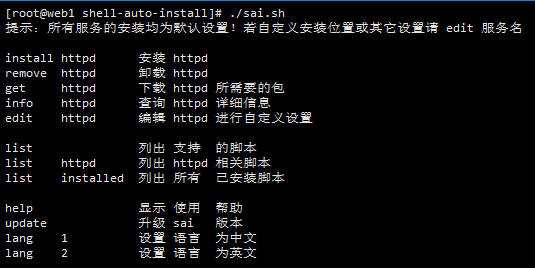 [root@web1 shell-auto-install]# ./sai.sh
提示：所有服务的安装均为默认设置！若自定义安装位置或其它设置请 edit 服务名
install httpd 安装 httpd
remove httpd 卸载 httpd
get httpd 下载 httpd 所需要的包
info httpd 查询 httpd 详细信息
edit httpd 编辑 httpd 进行自定义设置
list 列出 支持 的脚本
list httpd 列出 httpd 相关脚本
list installed 列出 所有 已安装脚本
help 显示 使用 帮助
update 升级 sai 版本
lang 1 设置 语言 为中文
lang 2 设置 语言 为英文